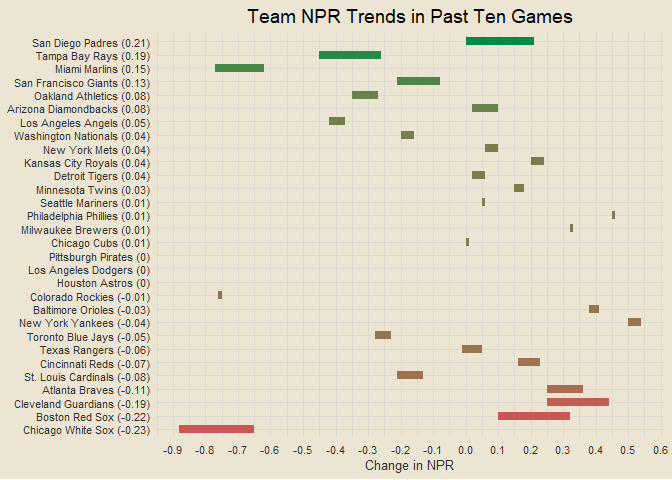 Team NPR Trends in Past Ten Games
San Diego Padres (0.21)
Tampa Bay Rays (0.19)
Miami Marlins (0.15)
San Francisco Giants (0.13)
Oakland Athletics (0.08)
Arizona Diamondbacks (0.08)
Los Angeles Angels (0.05)
Washington Nationals (0.04)
New York Mets (0.04)
Kansas City Royals (0.04)
Detroit Tigers (0.04)
Minnesota Twins (0.03)
Seattle Mariners (0.01)
Philadelphia Phillies (0.01)
Milwaukee Brewers (0.01)
Chicago Cubs (0.01)
Pittsburgh Pirates (0)
Los Angeles Dodgers (0)
Houston Astros (0)
Colorado Rockies (-0.01)
Baltimore Orioles (-0.03)
New York Yankees (-0.04)
Toronto Blue Jays (-0.05)
Texas Rangers (-0.06)
Cincinnati Reds (-0.07)
St. Louis Cardinals (-0.08)
Atlanta Braves (-0.11)
Cleveland Guardians (-0.19)
Boston Red Sox (-0.22)
Chicago White Sox (-0.23)
-0.9 -0.8 -0.7 -0.6 -0.5 -0.4 -0.3 -0.2 -0.1 0.0 0.1 0.2 0.3 0.4 0.5 0.6
Change in NPR